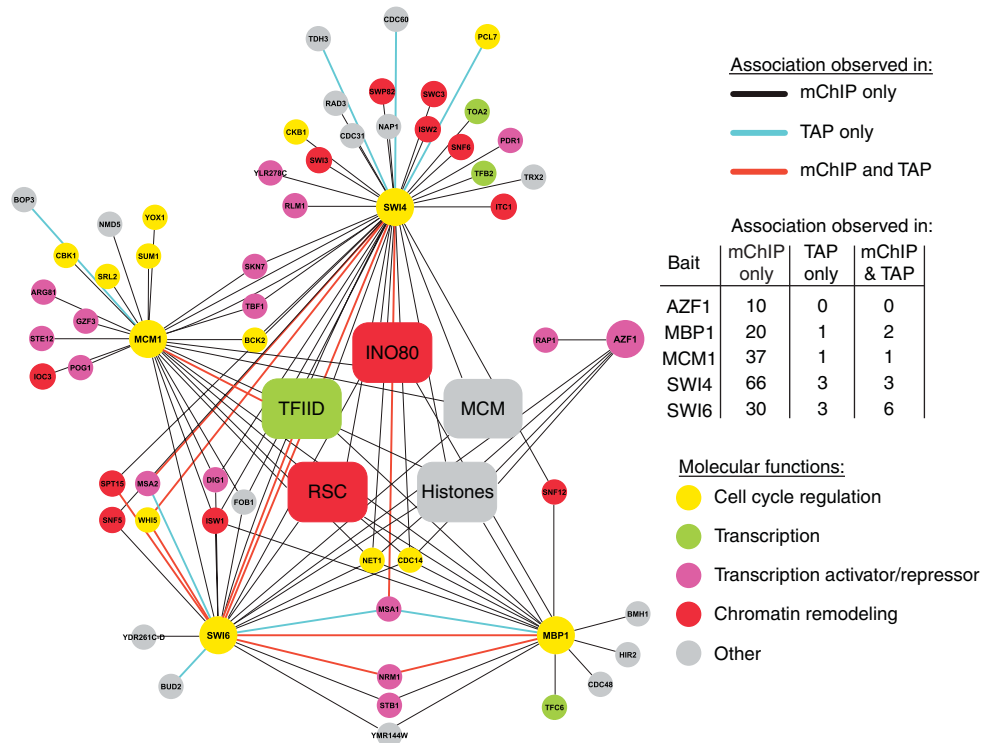 CDC60
TDH3
PCL7
SWP82
SWC3
RAD3
TOA2
NAP1
ISW2
CKB1
CDC31
SNF6
PDR1
SWI3
YLR278C
TFB2
TRX2
RLM1
SWI4
ITC1
BOP3
NMD5
YOX1
CBK1
SUM1
SRL2
SKN7
ARG81
GZF3
TBF1
STE12
MCM1
BCK2
IOC3
POG1
INO80
RAP1
AZF1
TFIID
MCM
RSC
Histones
SPT15
MSA2
DIG1
FOB1
SNF12
SNF5
WHI5
ISW1
NET1
CDC14
MSA1
YDR261C-D
SWI6
MBP1
BMH1
HIR2
BUD2
NRM1
CDC48
STB1
TFC6
YMR144W
Association observed in:
mChIP only
TAP only
mChIP and TAP
Association observed in:
Bait mChIP only TAP only mChIP & TAP
AZF1 10 0 0
MBP1 20 1 2
MCM1 37 1 1
SWI4 66 3 3
SWI6 30 3 6
Molecular functions:
Cell cycle regulation
Transcription
Transcription activator/repressor
Chromatin remodeling
Other